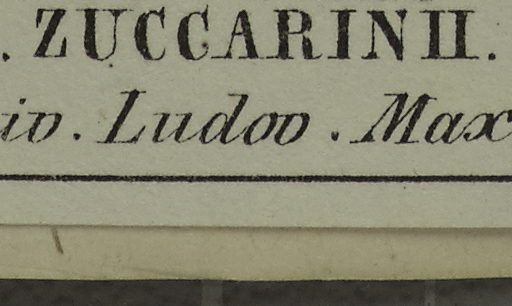 . ZUCCARINII.
iv. Ludov. Max